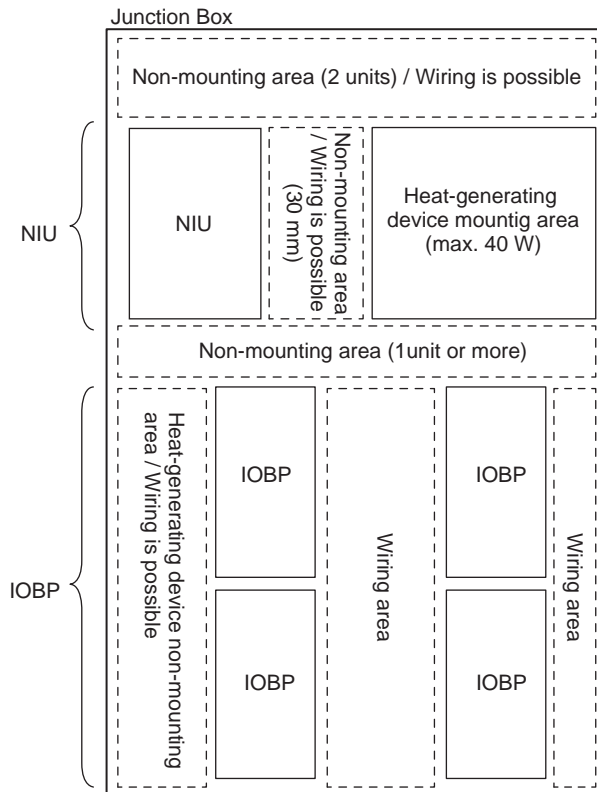 Junction Box
Non-mounting area (2 units) / Wiring is possible
NIU
NIU
Non-mounting area
/ Wiring is possible
(30 mm)
Heat-generating
device mountig area
(max. 40 W)
Non-mounting area (1unit or more)
IOBP
Heat-generating device non-mounting
area / Wiring is possible
IOBP
Wiring area
IOBP
Wiring area
IOBP
IOBP